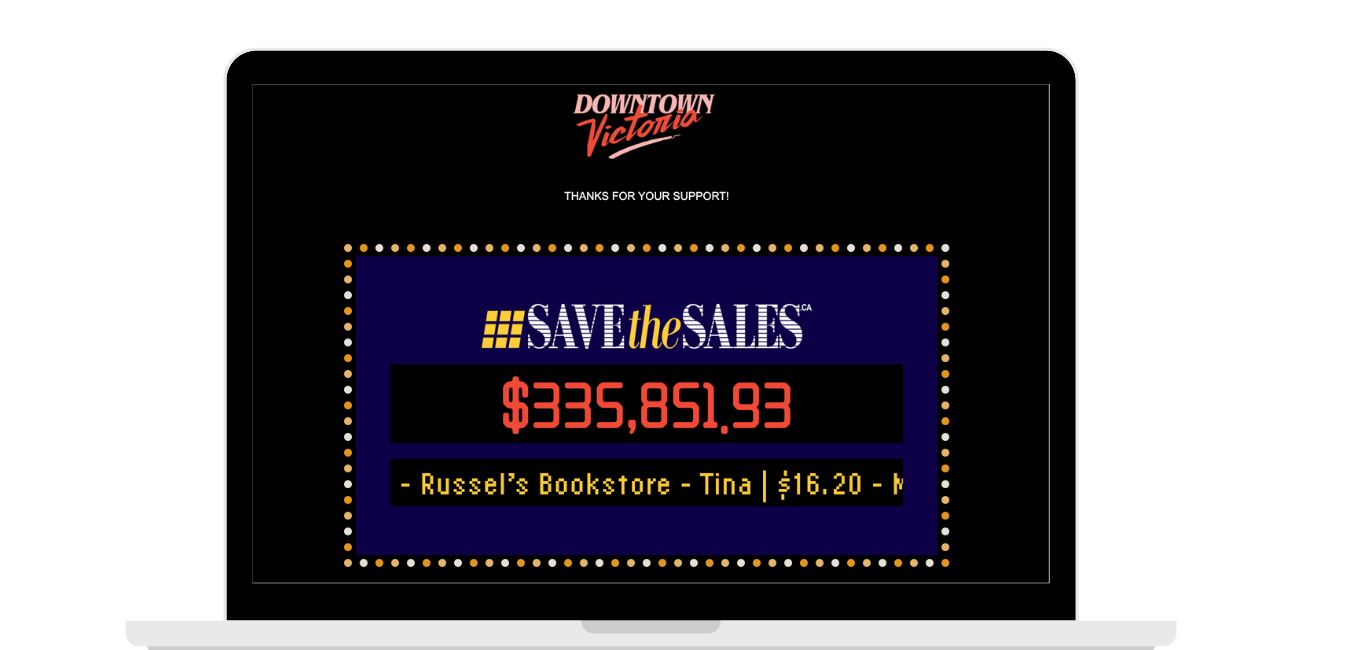 DOWNTOWN
Victoria
THANKS FOR YOUR SUPPORT!
SAVEtheSALES.CA
$335,851.93
- Russel's Bookstore - Tina | $16.20 -